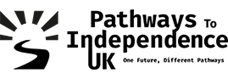 Pathways To
Independence
UK One Future, Different Pathways